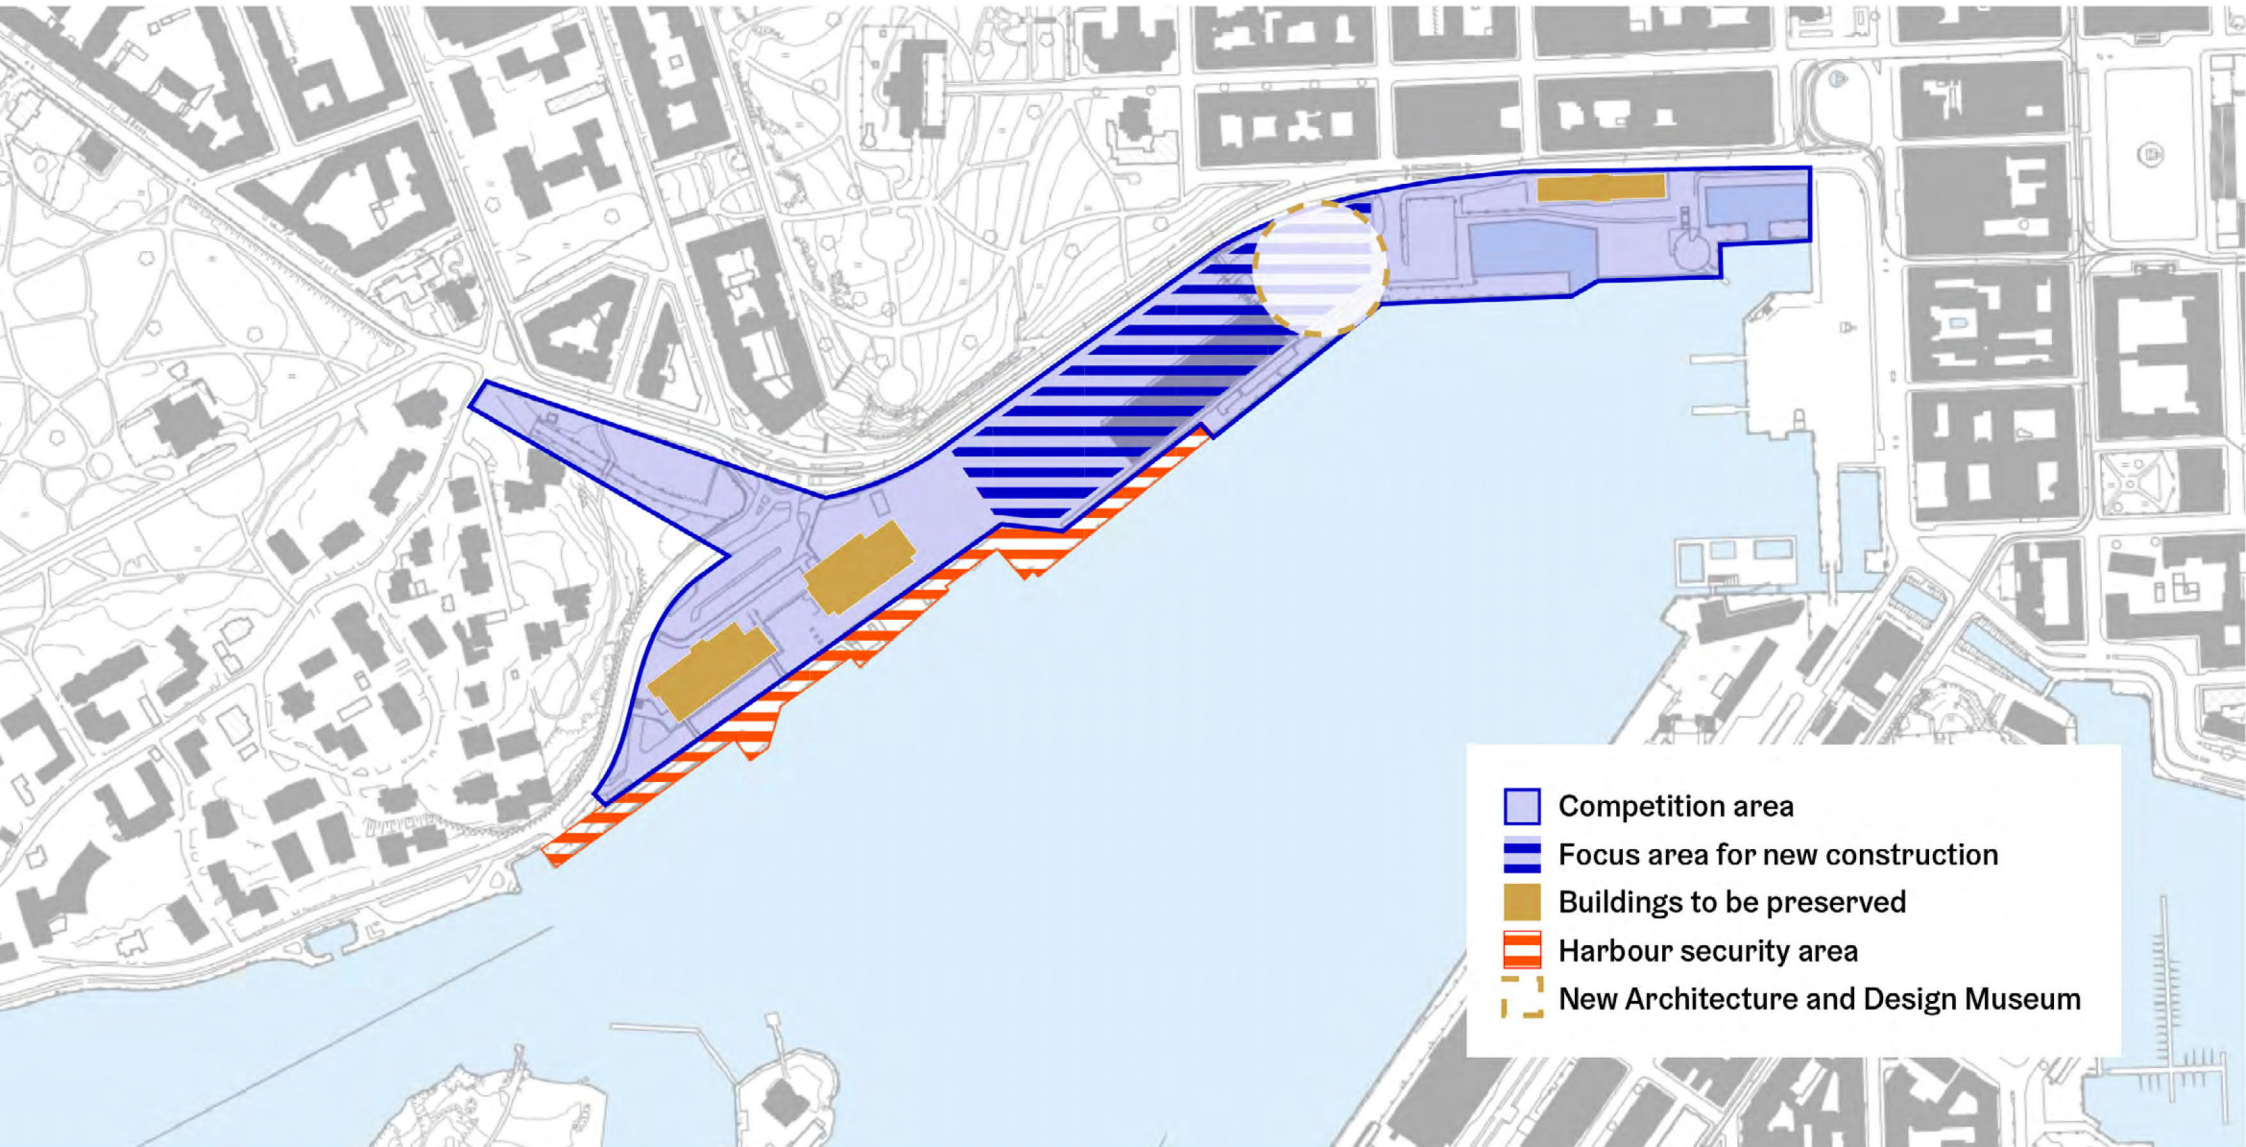 Competition area
Focus area for new construction
Buildings to be preserved
Harbour security area
New Architecture and Design Museum